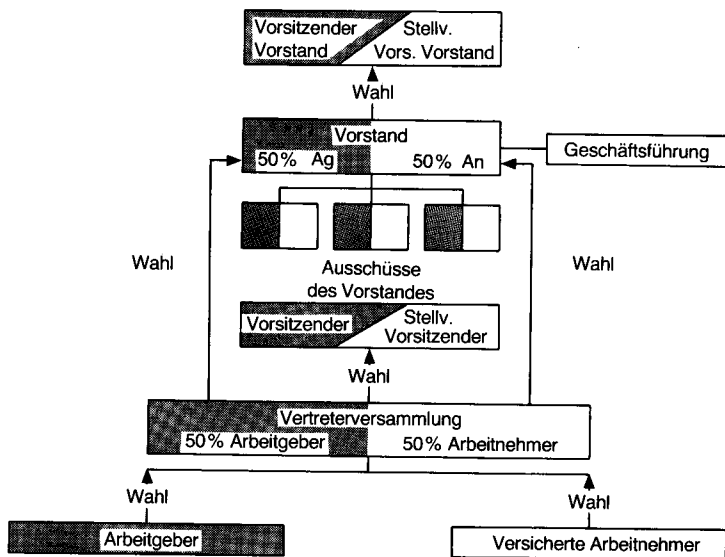 Vorsitzender
Vorstand
Stellv.
Vors. Vorstand
Wahl
Vorstand
50% Ag
50% An
Geschäftsführung
Wahl
Wahl
Ausschüsse
des Vorstandes
Vorsitzender
Stellv.
Vorsitzender
Wahl
Vertreterversammlung
50% Arbeitgeber
50% Arbeitnehmer
Wahl
Wahl
Arbeitgeber
Versicherte Arbeitnehmer